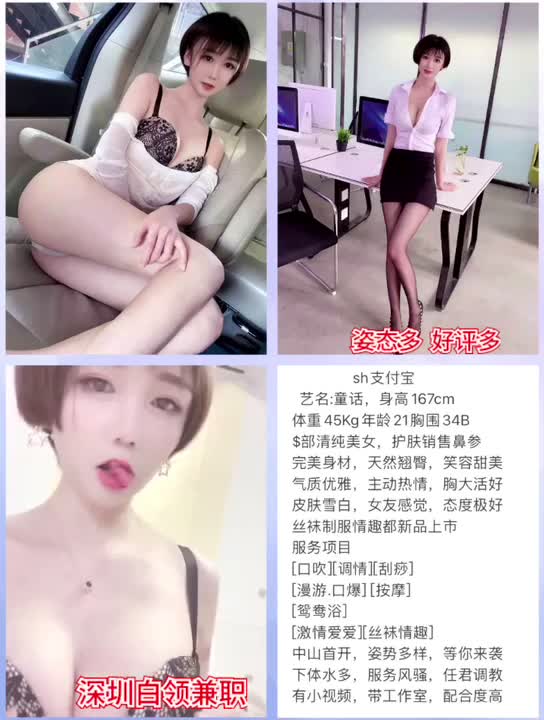 姿态多 好评多
深圳白领兼职
sh支付宝
艺名:童话，身高167cm
体重45Kg年龄21胸围34B
$部清纯美女，护肤销售鼻参
完美身材，天然翘臀，笑容甜美
气质优雅，主动热情，胸大活好
皮肤雪白，女友感觉，态度极好
丝袜制服情趣都新品上市
服务项目
[口吹][调情][刮痧]
[漫游.口爆][按摩]
[鸳鸯浴]
[激情爱爱][丝袜情趣]
中山首开，姿势多样，等你来袭
下体水多，服务风骚，任君调教
有小视频，带工作室，配合度高